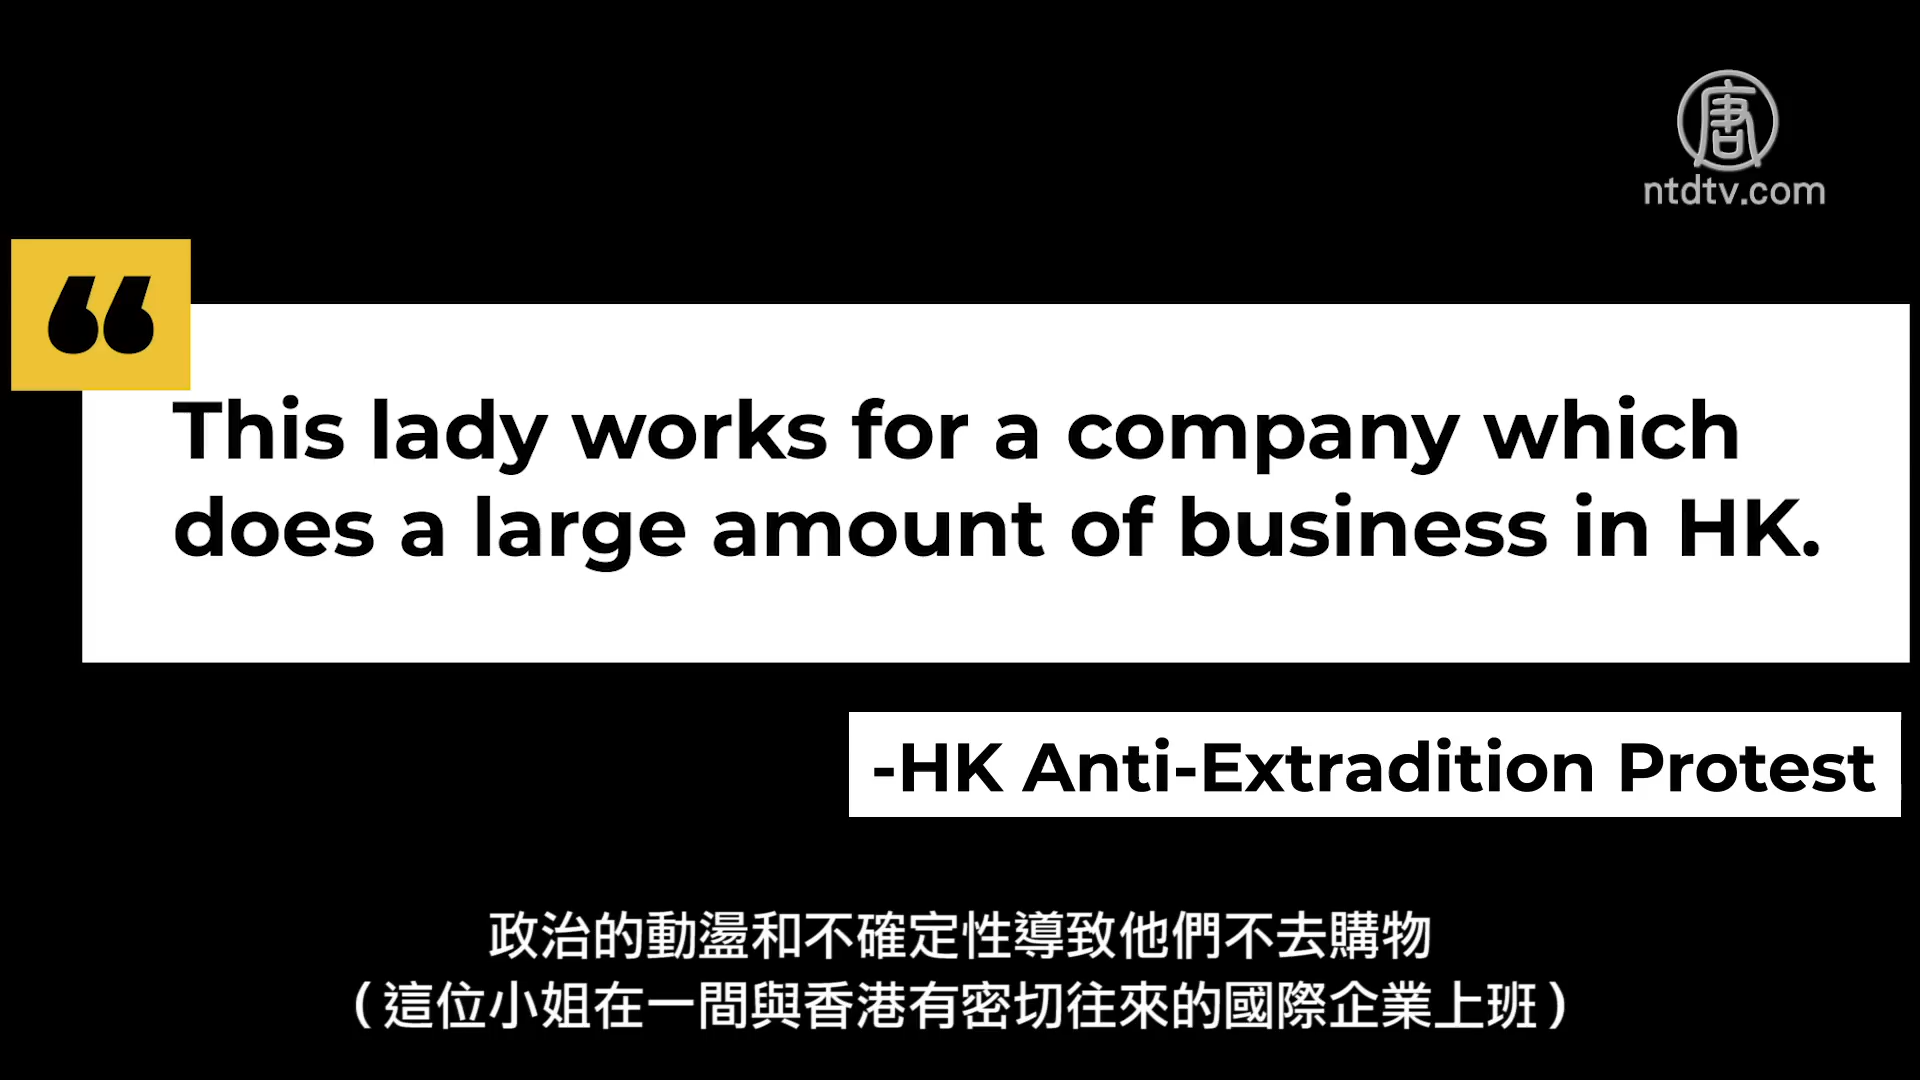 唐
ntdtv.com
“
This lady works for a company which
does a large amount of business in HK.
-HK Anti-Extradition Protest
政治的動盪和不確定性導致他們不去購物
（這位小姐在一間與香港有密切往來的國際企業上班）